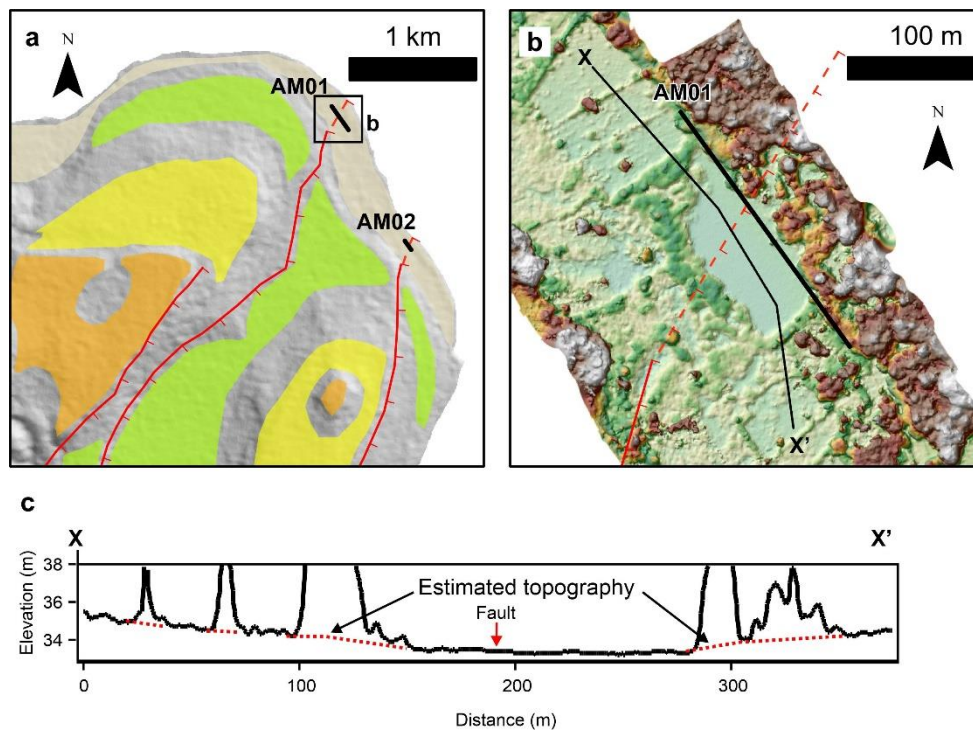 a
N
1 km
AM01
b
AM02
b
X
100 m
AM01
N
X’
c
X
X’
Elevation (m)
38
36
34
Estimated topography
Fault
0
100
200
300
Distance (m)